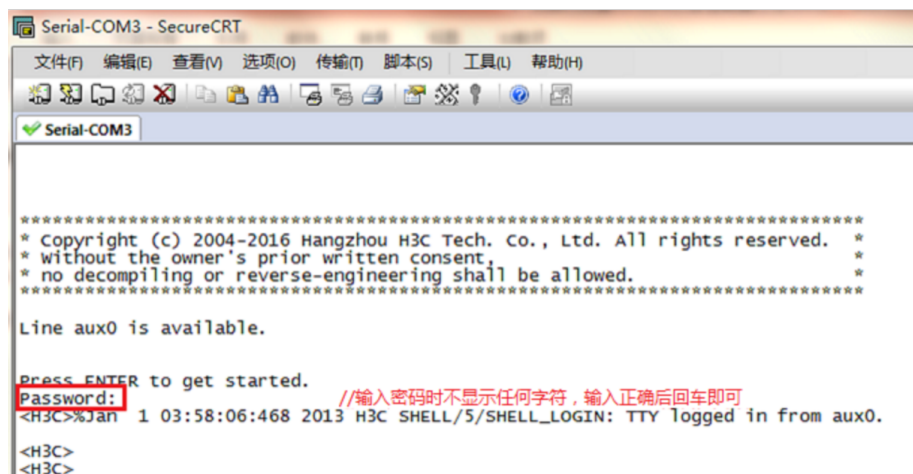 Serial-COM3 - SecureCRT
文件(F) 编辑(E) 查看(V) 选项(O) 传输(T) 脚本(S) 工具(L) 帮助(H)
Serial-COM3
******************************************************************************
* Copyright (c) 2004-2016 Hangzhou H3C Tech. Co., Ltd. All rights reserved. *
* Without the owner's prior written consent, *
* no decompiling or reverse-engineering shall be allowed. *
******************************************************************************
Line aux0 is available.
Press ENTER to get started.
Password: //输入密码时不显示任何字符，输入正确后回车即可
<H3C>%Jan 1 03:58:06:468 2013 H3C SHELL/5/SHELL_LOGIN: TTY logged in from aux0.
<H3C>
<H3C>